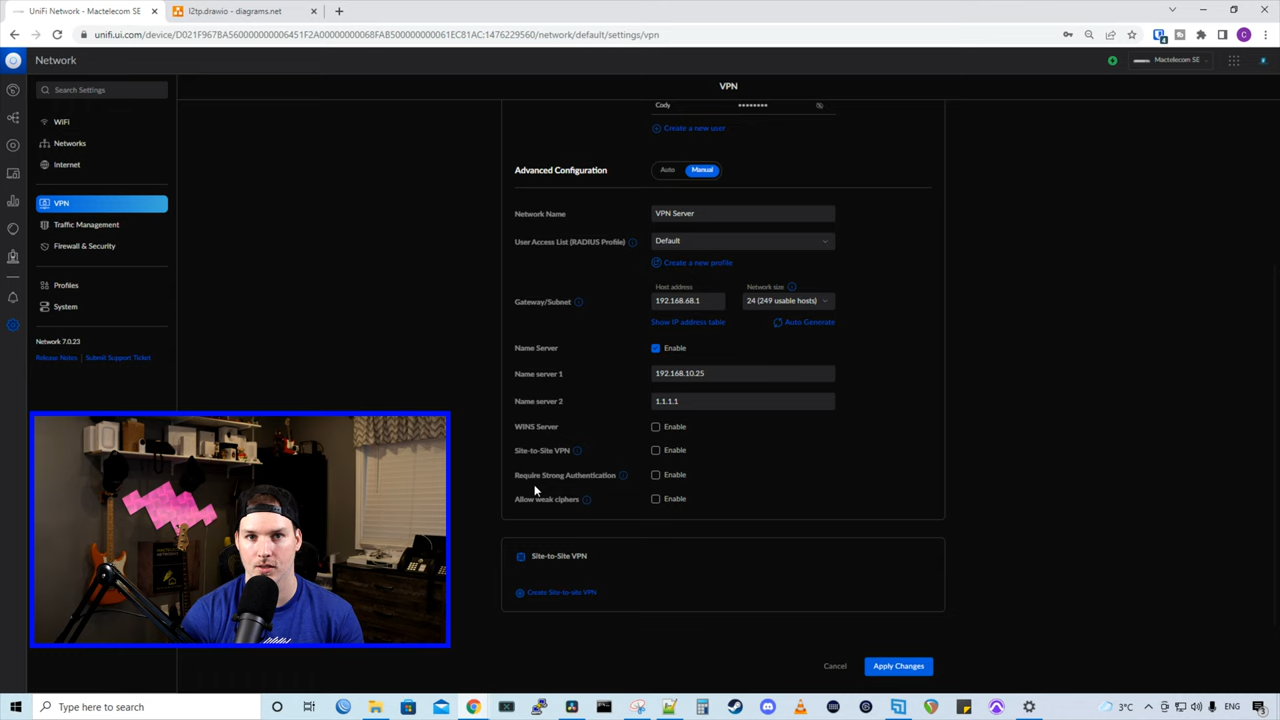 UniFi Network - Mactelecom SE
l2tp.drawio - diagrams.net
unifi.ui.com/device/D021F967BA560000000006451F2A00000000068FAB500000000061EC81AC:1476229560/network/default/settings/vpn
Network
Mactelecom SE
Search Settings
VPN
WiFi
Networks
Internet
VPN
Traffic Management
Firewall & Security
Profiles
System
Network 7.0.23
Release Notes
Submit Support Ticket
Cody ••••••••
Create a new user
Advanced Configuration
Auto
Manual
Network Name
VPN Server
User Access List (RADIUS Profile)
Default
Create a new profile
Host address
Network size
Gateway/Subnet
192.168.68.1
24 (249 usable hosts)
Show IP address table
Auto Generate
Name Server
Enable
Name server 1
192.168.10.25
Name server 2
1.1.1.1
WINS Server
Enable
Site-to-Site VPN
Enable
Require Strong Authentication
Enable
Allow weak ciphers
Enable
Site-to-Site VPN
Create Site-to-site VPN
Cancel
Apply Changes
Type here to search
3°C
ENG